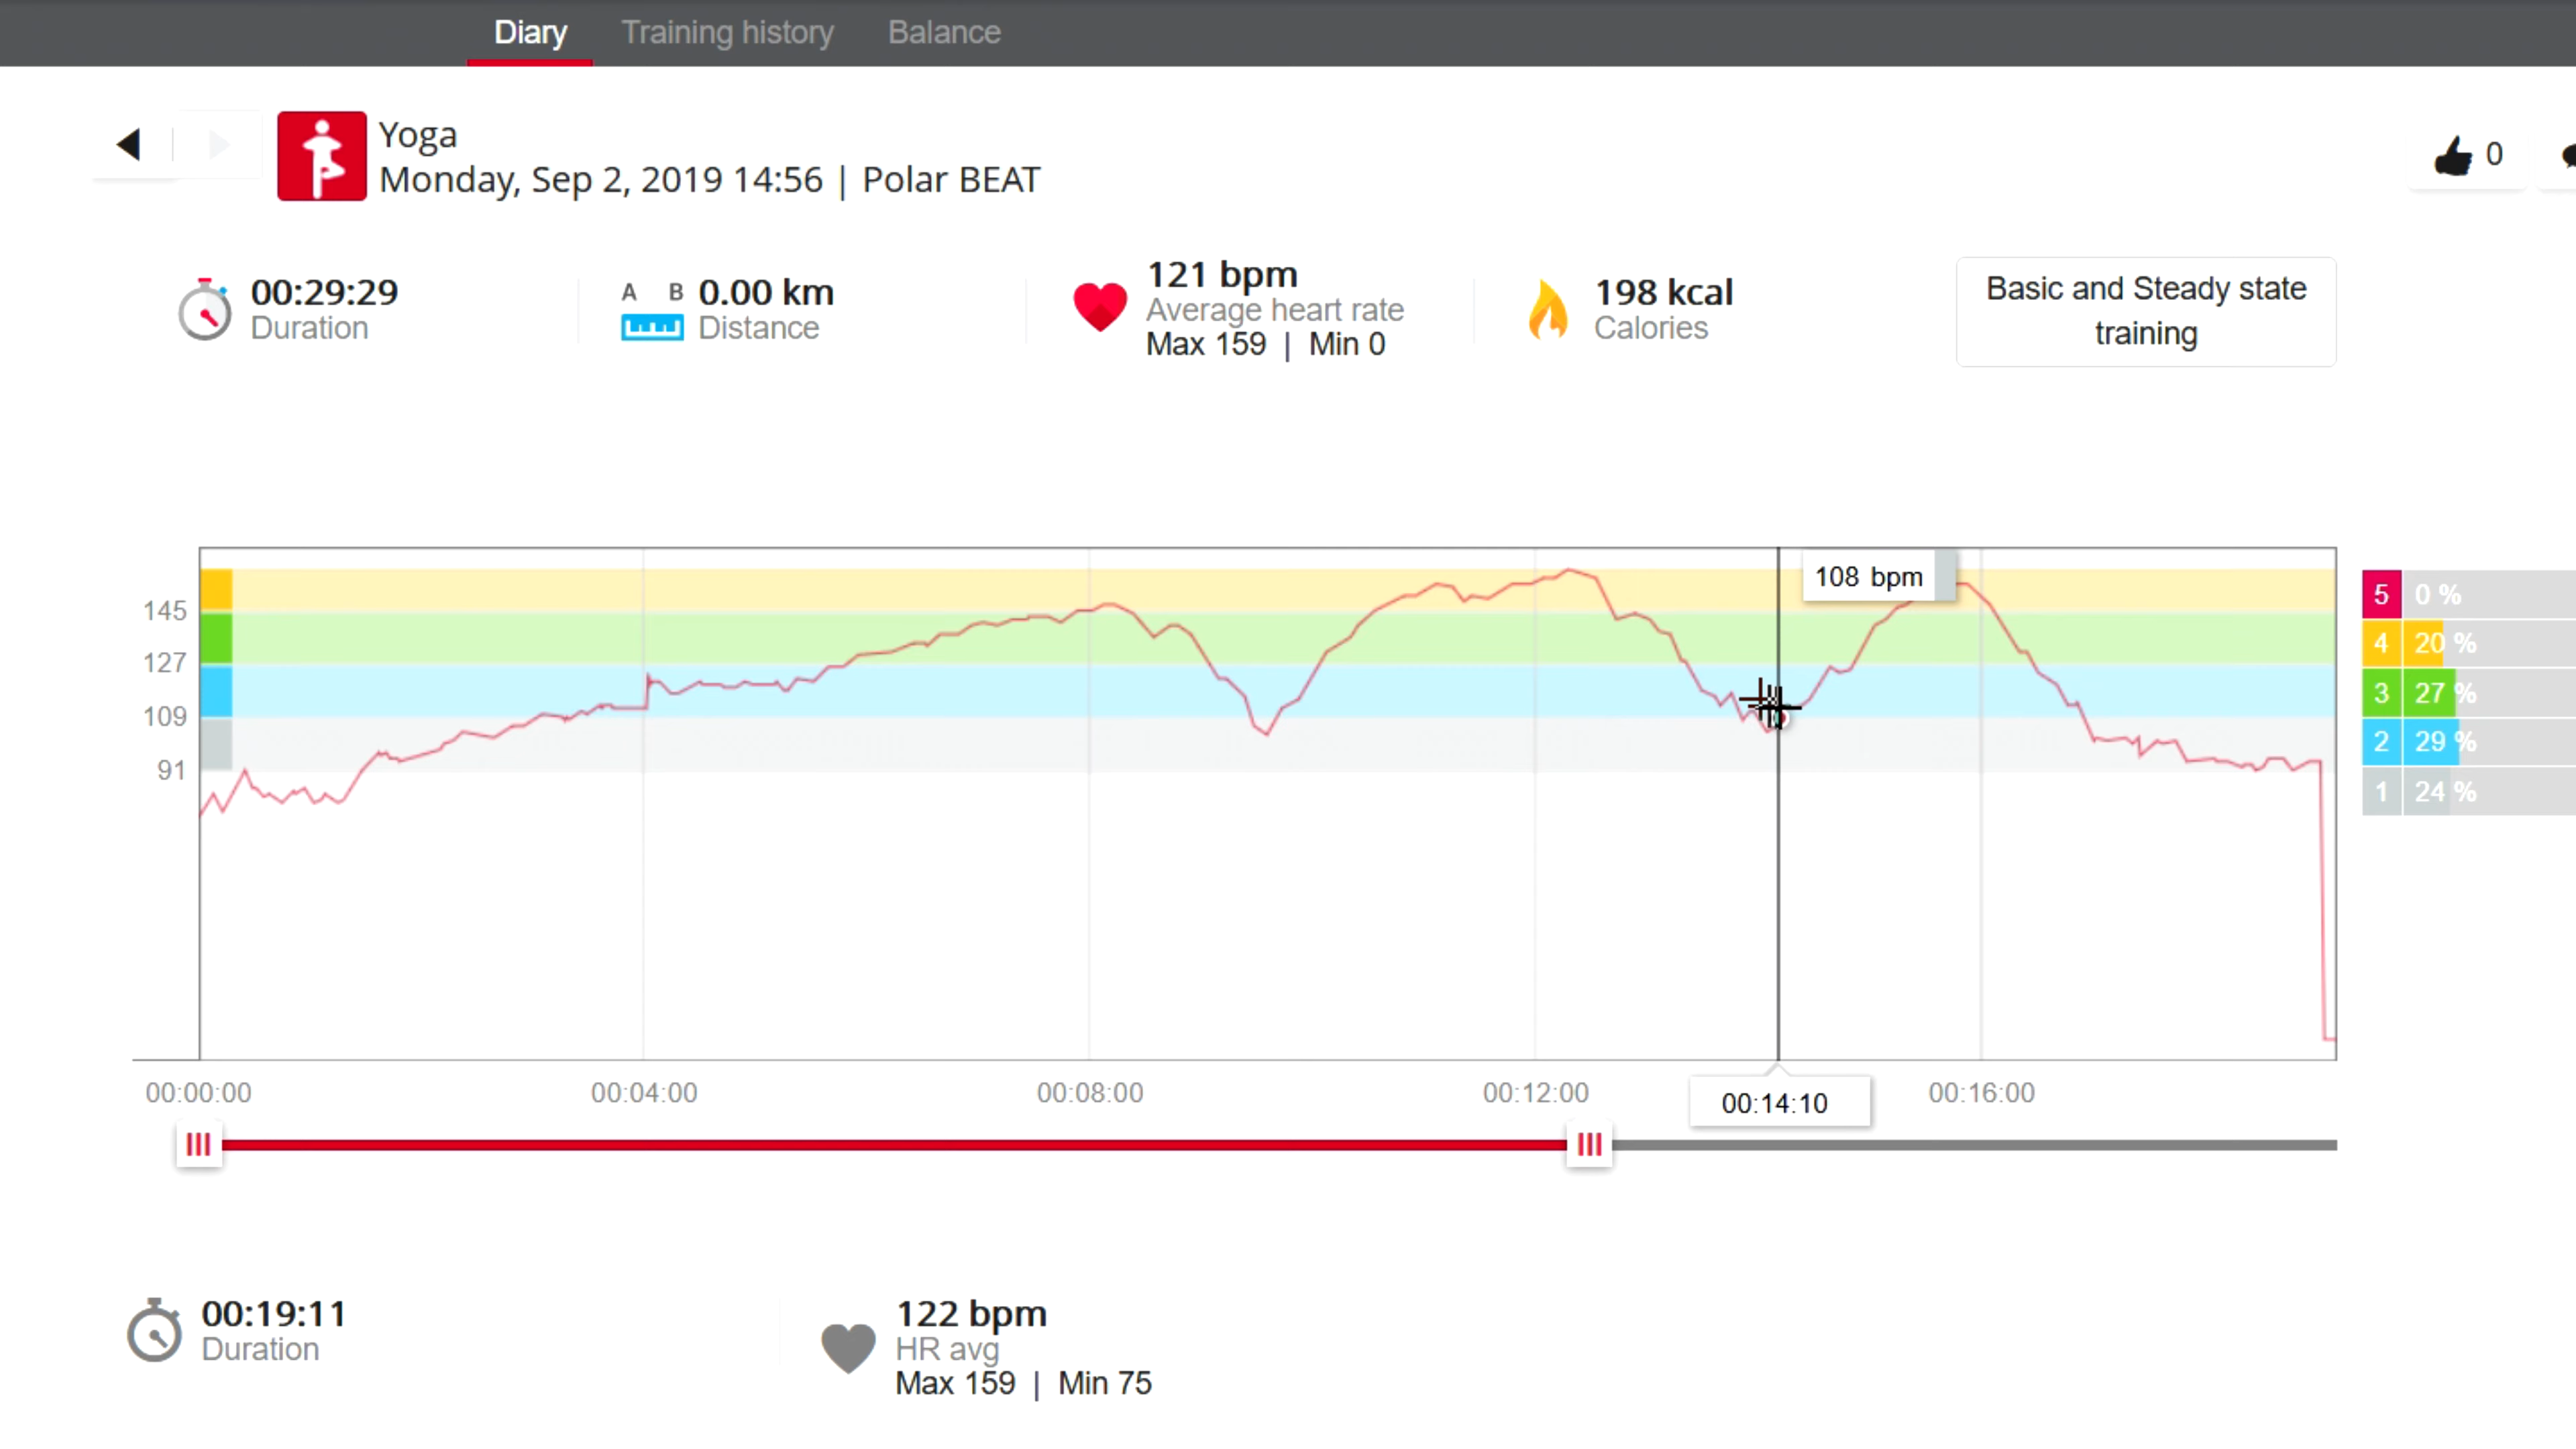 Diary Training history Balance
Yoga
Monday, Sep 2, 2019 14:56 | Polar BEAT
0
00:29:29
Duration
A B 0.00 km
Distance
121 bpm
Average heart rate
Max 159 | Min 0
198 kcal
Calories
Basic and Steady state
training
108 bpm
145
127
109
91
5 0 %
4 20 %
3 27 %
2 29 %
1 24 %
00:00:00 00:04:00 00:08:00 00:12:00 00:14:10 00:16:00
00:19:11
Duration
122 bpm
HR avg
Max 159 | Min 75